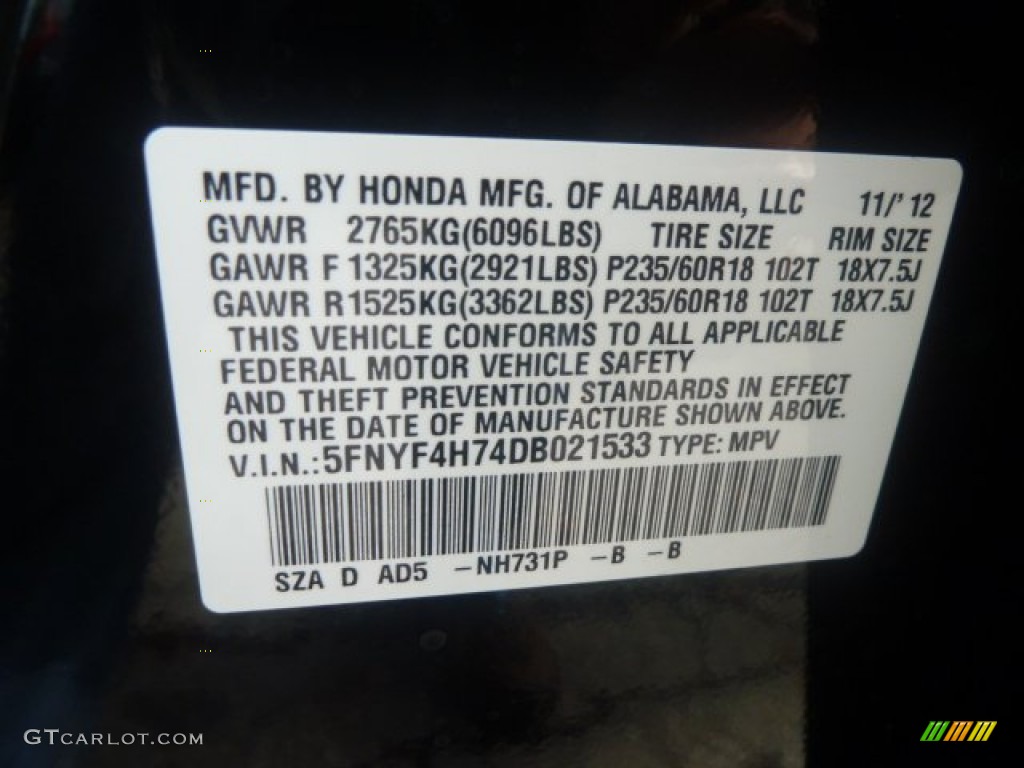 MFD. BY HONDA MFG. OF ALABAMA, LLC 11/'12
GVWR 2765KG(6096LBS) TIRE SIZE RIM SIZE
GAWR F 1325KG(2921LBS) P235/60R18 102T 18X7.5J
GAWR R 1525KG(3362LBS) P235/60R18 102T 18X7.5J
THIS VEHICLE CONFORMS TO ALL APPLICABLE
FEDERAL MOTOR VEHICLE SAFETY
AND THEFT PREVENTION STANDARDS IN EFFECT
ON THE DATE OF MANUFACTURE SHOWN ABOVE.
V.I.N.:5FNYF4H74DB021533 TYPE: MPV
SZA D AD5 -NH731P -B -B
GTCARLOT.COM